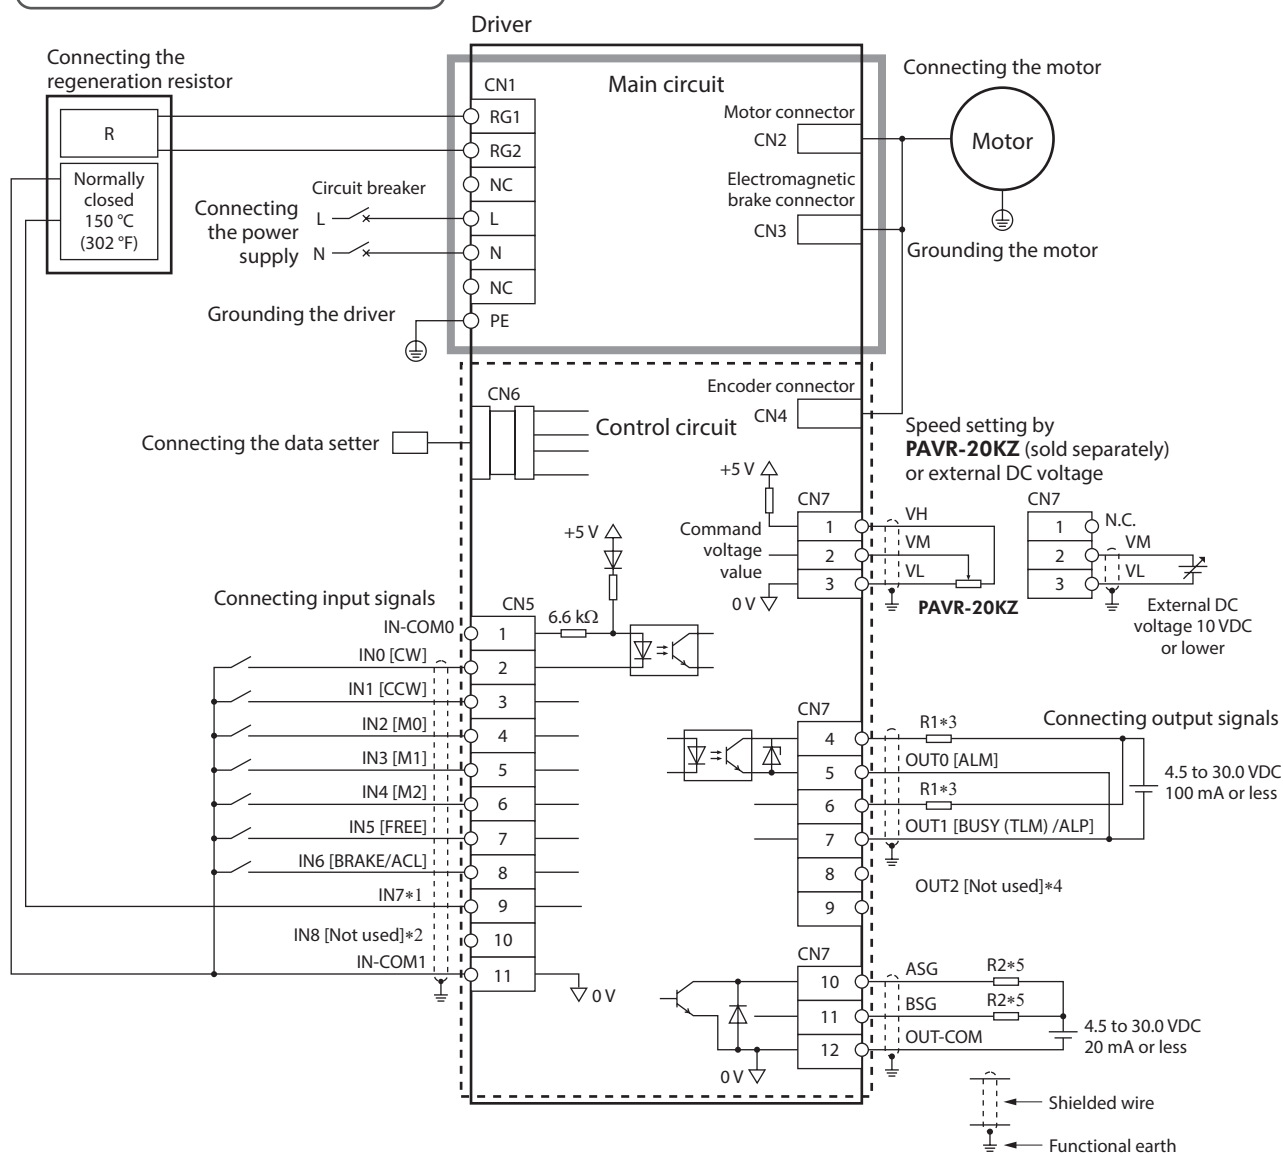 Driver
Connecting the
regeneration resistor
R
Normally
closed
150 °C
(302 °F)
CN1
Main circuit
RG1
RG2
NC
L
N
NC
PE
Circuit breaker
Connecting
the power
supply
L
N
Grounding the driver
Motor connector
CN2
Electromagnetic
brake connector
CN3
Connecting the motor
Motor
Grounding the motor
CN6
Control circuit
Connecting the data setter
Encoder connector
CN4
Speed setting by
PAVR-20KZ (sold separately)
or external DC voltage
+5 V
Command
voltage
value
0 V
CN7
1
2
3
VH
VM
VL
PAVR-20KZ
CN7
1
2
3
N.C.
VM
VL
External DC
voltage 10 VDC
or lower
+5 V
6.6 kΩ
Connecting input signals
CN5
IN-COM0
1
IN0 [CW]
2
IN1 [CCW]
3
IN2 [M0]
4
IN3 [M1]
5
IN4 [M2]
6
IN5 [FREE]
7
IN6 [BRAKE/ACL]
8
IN7*1
9
IN8 [Not used]*2
10
IN-COM1
11
0 V
CN7
Connecting output signals
4
R1*3
5
OUT0 [ALM]
6
R1*3
7
OUT1 [BUSY (TLM) /ALP]
8
9
OUT2 [Not used]*4
4.5 to 30.0 VDC
100 mA or less
CN7
10
ASG
R2*5
11
BSG
R2*5
12
OUT-COM
0 V
4.5 to 30.0 VDC
20 mA or less
Shielded wire
Functional earth